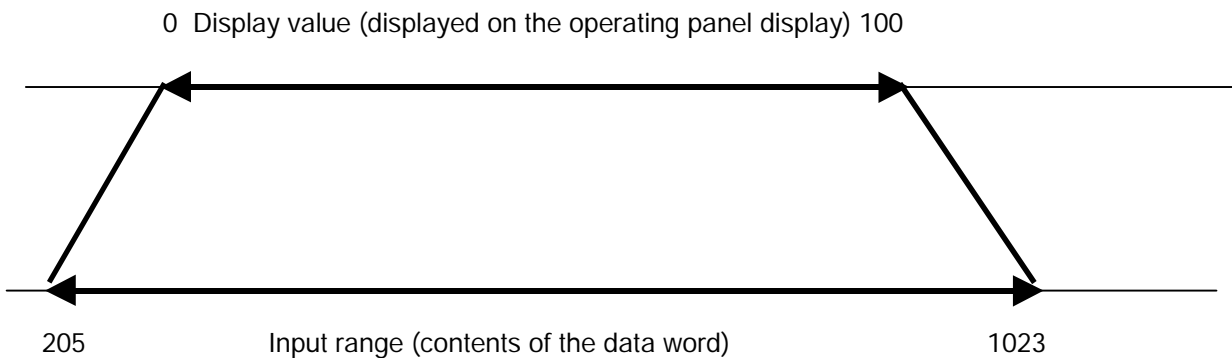 0 Display value (displayed on the operating panel display) 100
205 Input range (contents of the data word) 1023